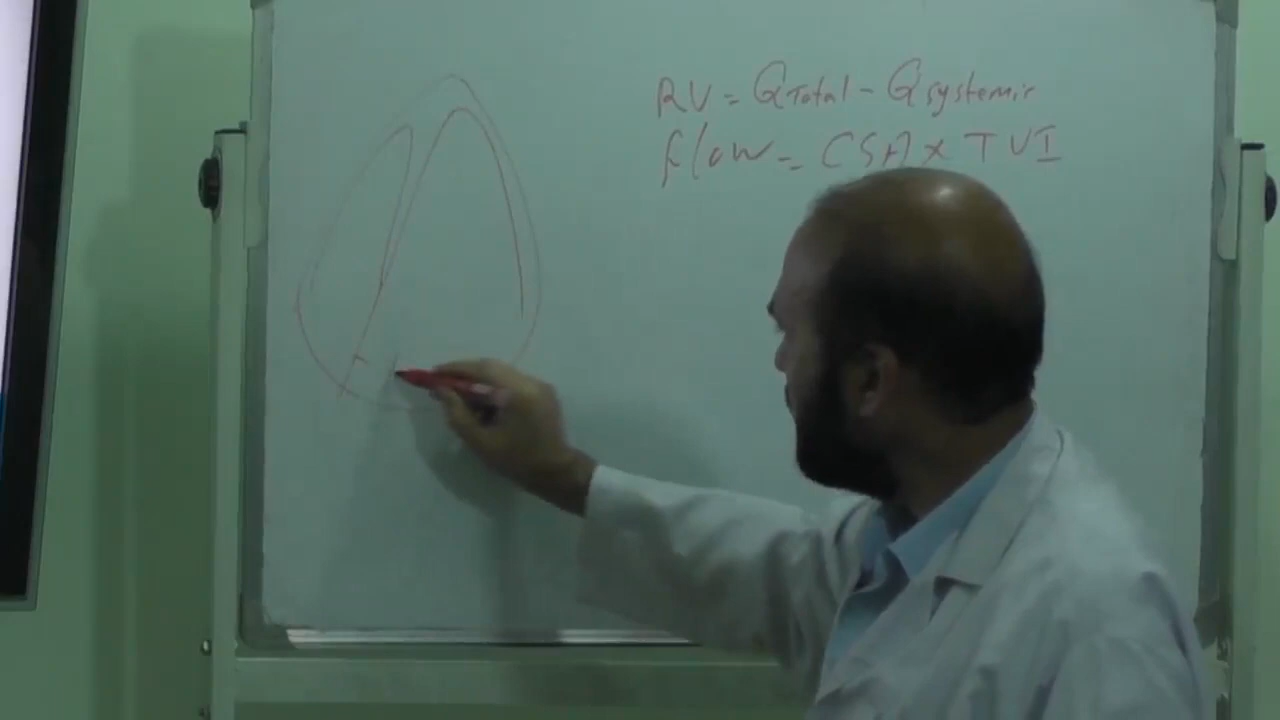 RV = QTotal - Qsystemic
flow = CSA x TVI